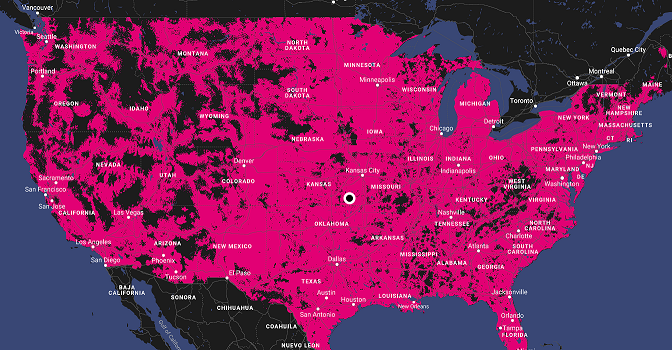 Vancouver
Victoria
Seattle
WASHINGTON
Portland
OREGON
IDAHO
MONTANA
NORTH
DAKOTA
MINNESOTA
Minneapolis
SOUTH
DAKOTA
WYOMING
WISCONSIN
MICHIGAN
Toronto
Ottawa
Montreal
Quebec City
MAINE
VERMONT
NEW
HAMPSHIRE
NEW YORK
MASSACHUSETTS
CT
RI
Detroit
Chicago
IOWA
NEBRASKA
NEVADA
UTAH
Denver
COLORADO
KANSAS
Kansas City
MISSOURI
ILLINOIS
INDIANA
Indianapolis
OHIO
PENNSYLVANIA
New York
Philadelphia
NJ
MARYLAND
DE
Washington
WEST
VIRGINIA
VIRGINIA
KENTUCKY
Sacramento
San Francisco
San Jose
CALIFORNIA
Las Vegas
Los Angeles
San Diego
ARIZONA
Phoenix
Tucson
NEW MEXICO
El Paso
OKLAHOMA
ARKANSAS
Nashville
TENNESSEE
NORTH
CAROLINA
Charlotte
SOUTH
CAROLINA
Atlanta
GEORGIA
ALABAMA
MISSISSIPPI
Dallas
TEXAS
Austin
Houston
San Antonio
LOUISIANA
New Orleans
Jacksonville
Orlando
Tampa
FLORIDA
BAJA
CALIFORNIA
SONORA
CHIHUAHUA
COAHUILA
NUEVO LEON